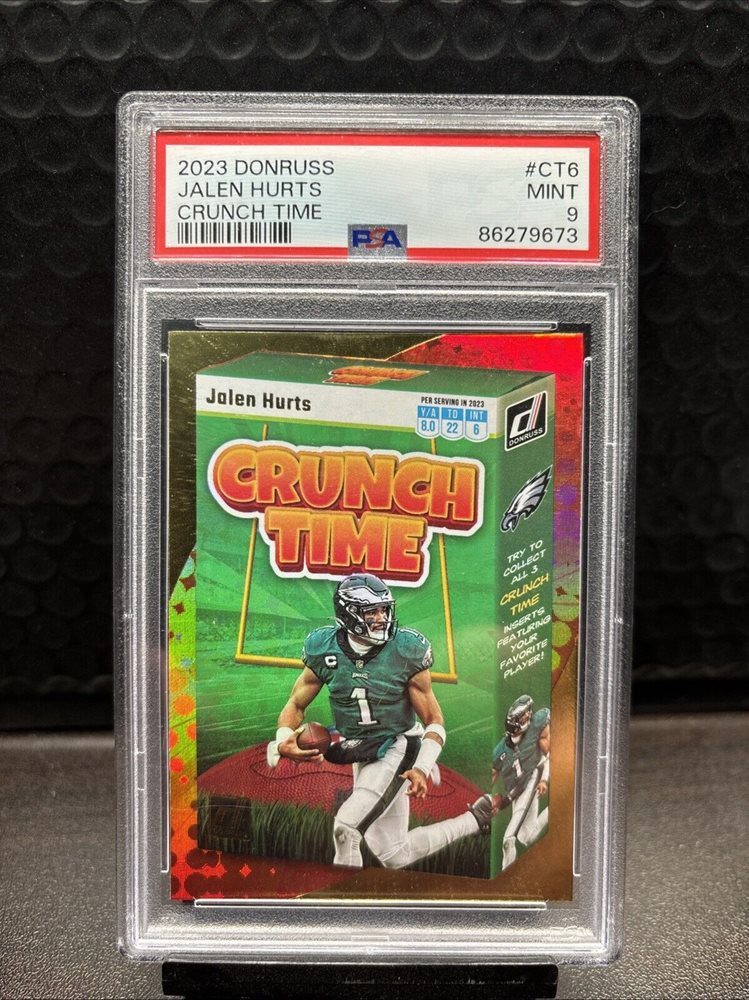 2023 DONRUSS
#CT6
JALEN HURTS
MINT
CRUNCH TIME
9
PSA
86279673
Jalen Hurts
PER SERVING IN 2023
Y/A TD INT
8.0 22 6
DONRUSS
CRUNCH
TIME
TRY TO
COLLECT
ALL 3
CRUNCH
TIME
INSERTS
FEATURING
YOUR
FAVORITE
PLAYER!
C
1
1